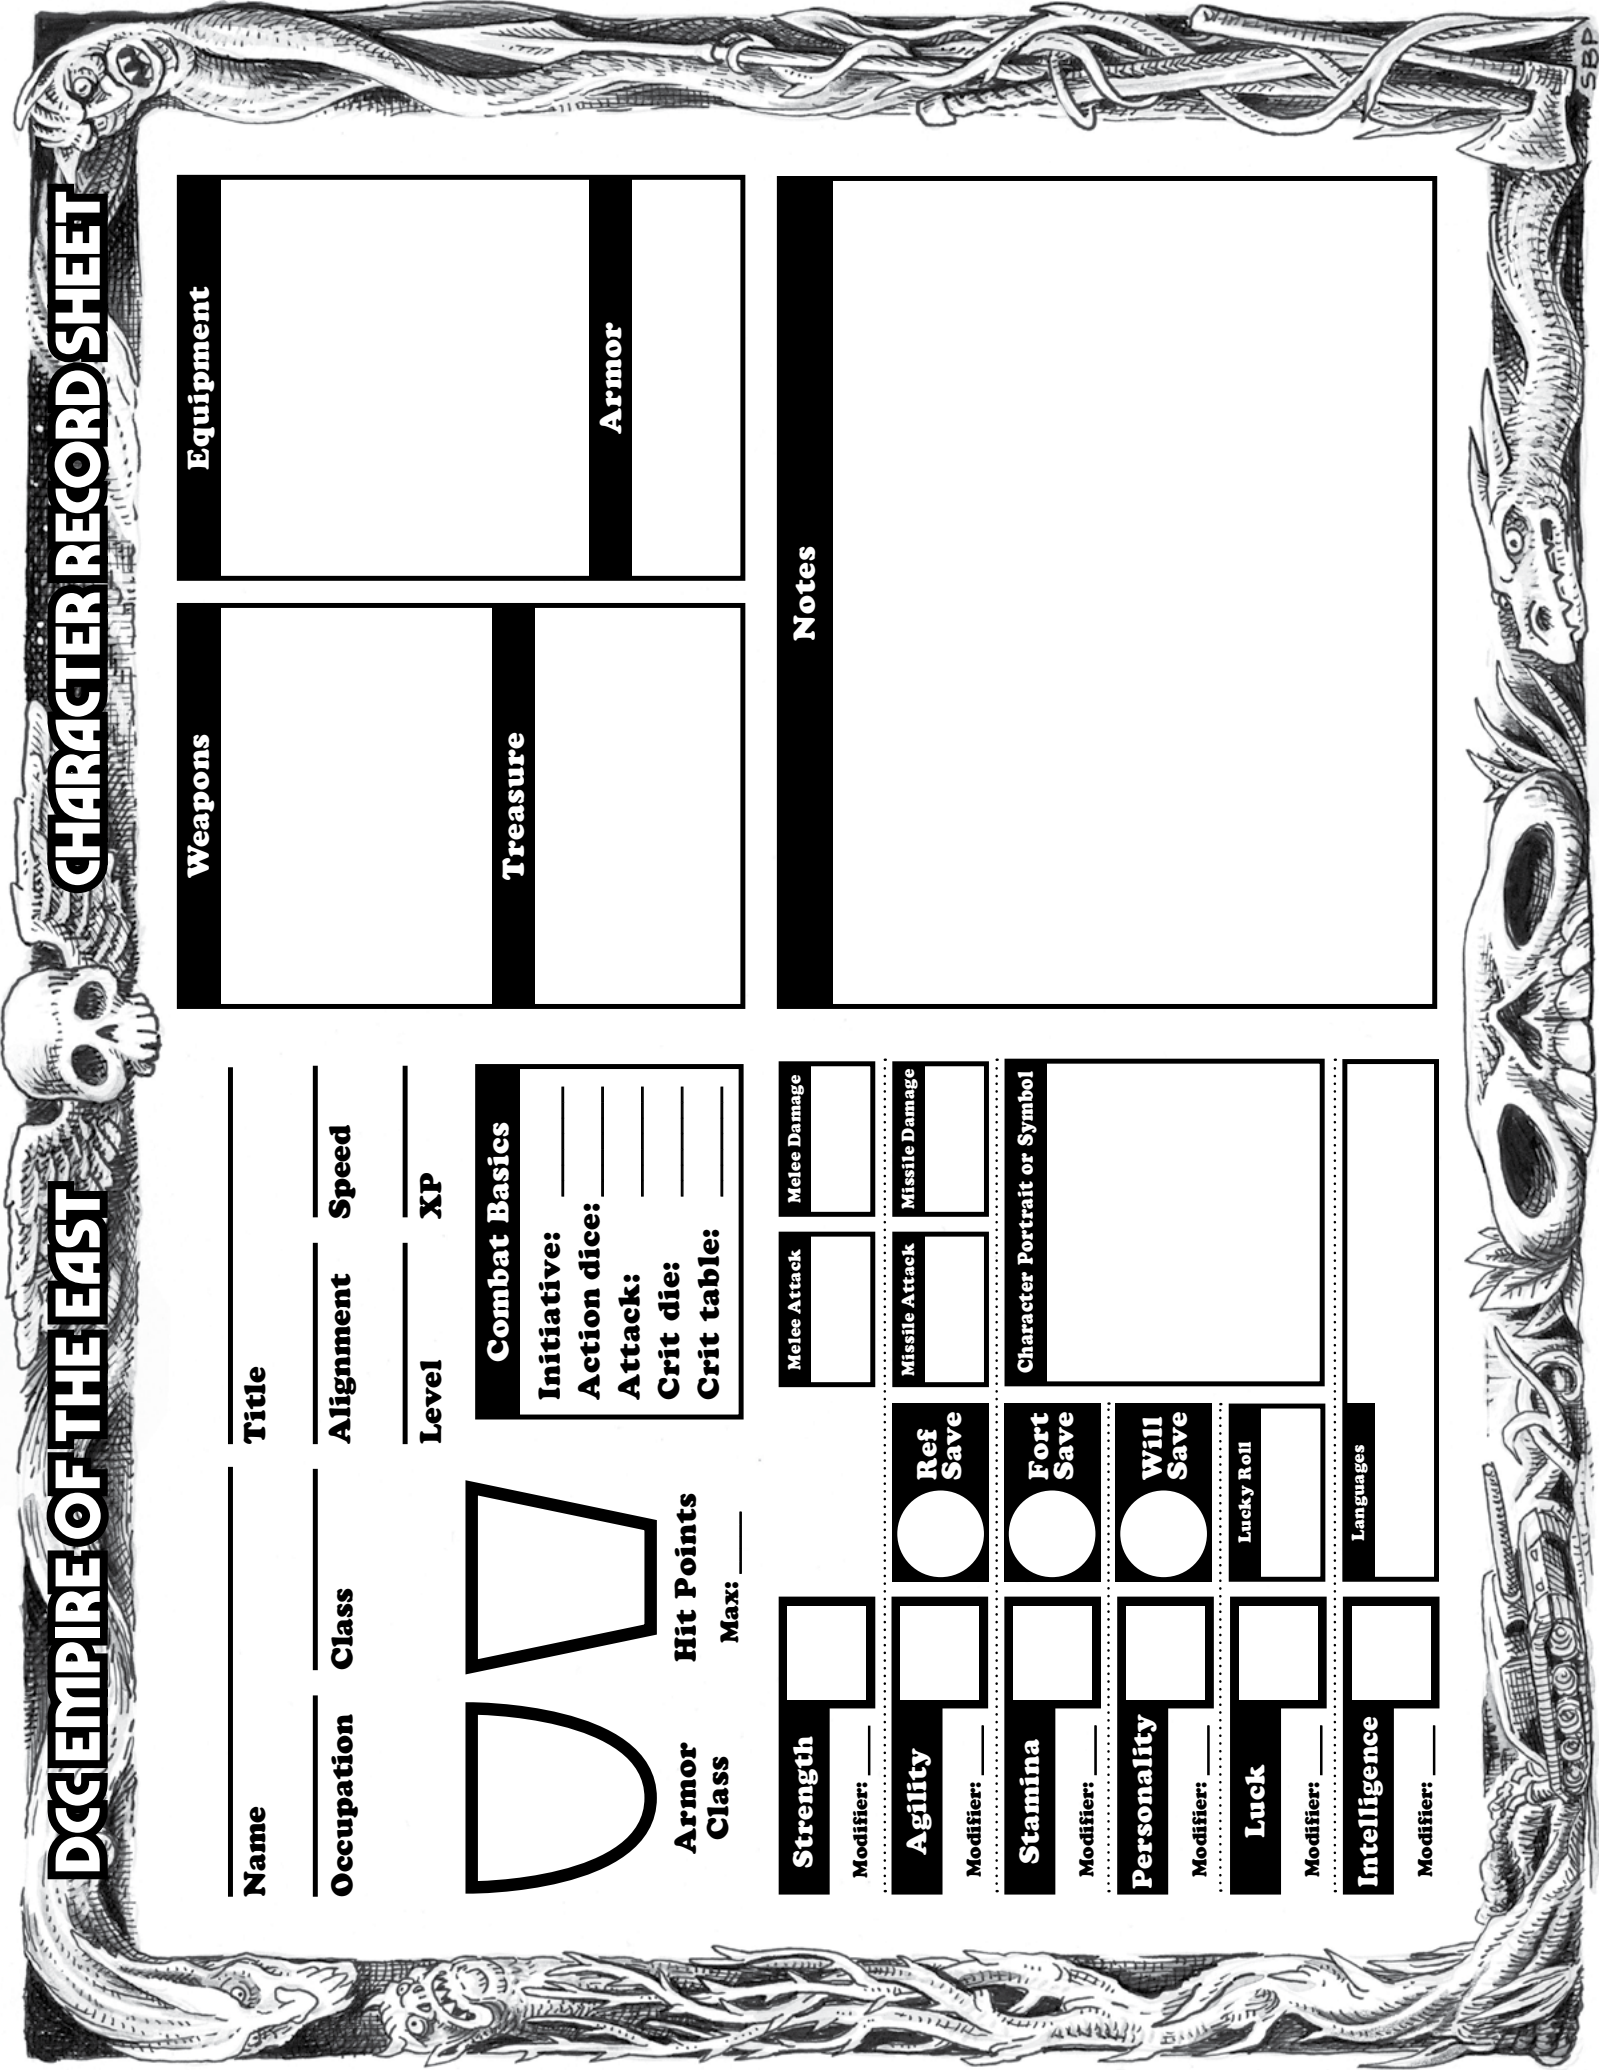 DCC EMPIRE OF THE EAST
CHARACTER RECORD SHEET
Name
Title
Occupation
Class
Alignment
Speed
Level
XP
Armor
Class
Hit Points
Max:
Combat Basics
Initiative:
Action dice:
Attack:
Crit die:
Crit table:
Strength
Modifier:
Melee Attack
Melee Damage
Agility
Modifier:
Ref
Save
Missile Attack
Missile Damage
Stamina
Modifier:
Fort
Save
Character Portrait or Symbol
Personality
Modifier:
Will
Save
Luck
Modifier:
Lucky Roll
Intelligence
Modifier:
Languages
Weapons
Treasure
Equipment
Armor
Notes
SBP